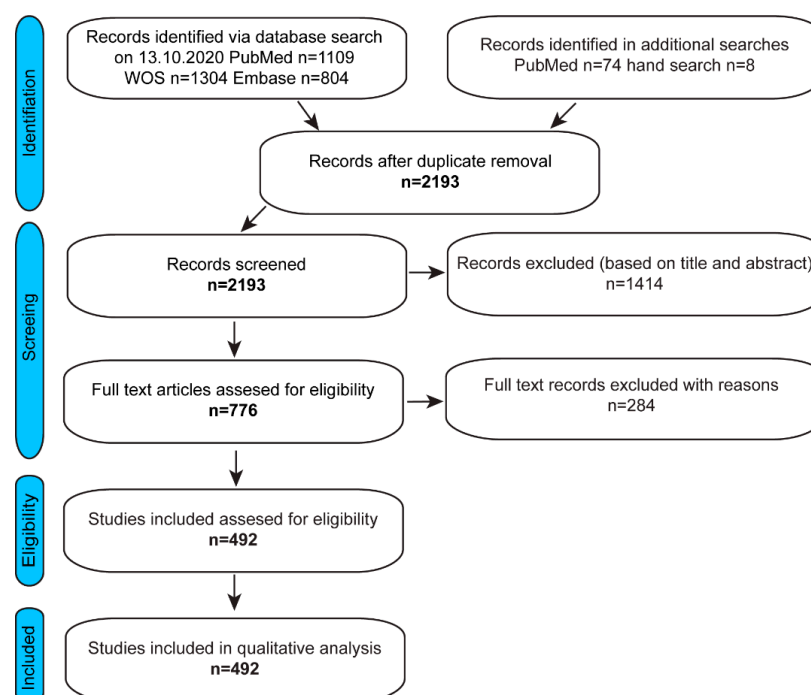 Identifiation
Records identified via database search
on 13.10.2020 PubMed n=1109
WOS n=1304 Embase n=804
Records identified in additional searches
PubMed n=74 hand search n=8
Records after duplicate removal
n=2193
Screeing
Records screened
n=2193
Records excluded (based on title and abstract)
n=1414
Full text articles assesed for eligibility
n=776
Full text records excluded with reasons
n=284
Eligibility
Studies included assesed for eligibility
n=492
Included
Studies included in qualitative analysis
n=492